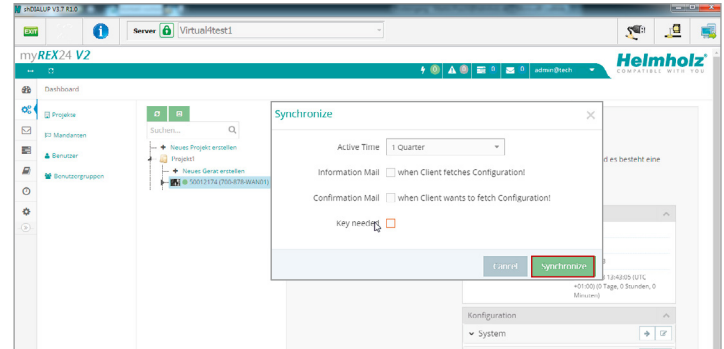 shDIALUP V3.7 R1.0
EXIT
Server Virtual4test1
myREX24 V2
Helmholz
COMPATIBLE WITH YOU
0 0 0 0 admin@tech
Dashboard
Projekte
Mandanten
Benutzer
Benutzergruppen
Suchen...
Neues Projekt erstellen
Projekt1
Neues Gerät erstellen
50012174 (700-878-WAN01)
Synchronize
Active Time 1 Quarter
Information Mail when Client fetches Configuration!
Confirmation Mail when Client wants to fetch Configuration!
Key needed
Cancel Synchronize
d es besteht eine
13:43:05 (UTC
+01:00) (0 Tage, 0 Stunden, 0
Minuten)
Konfiguration
System